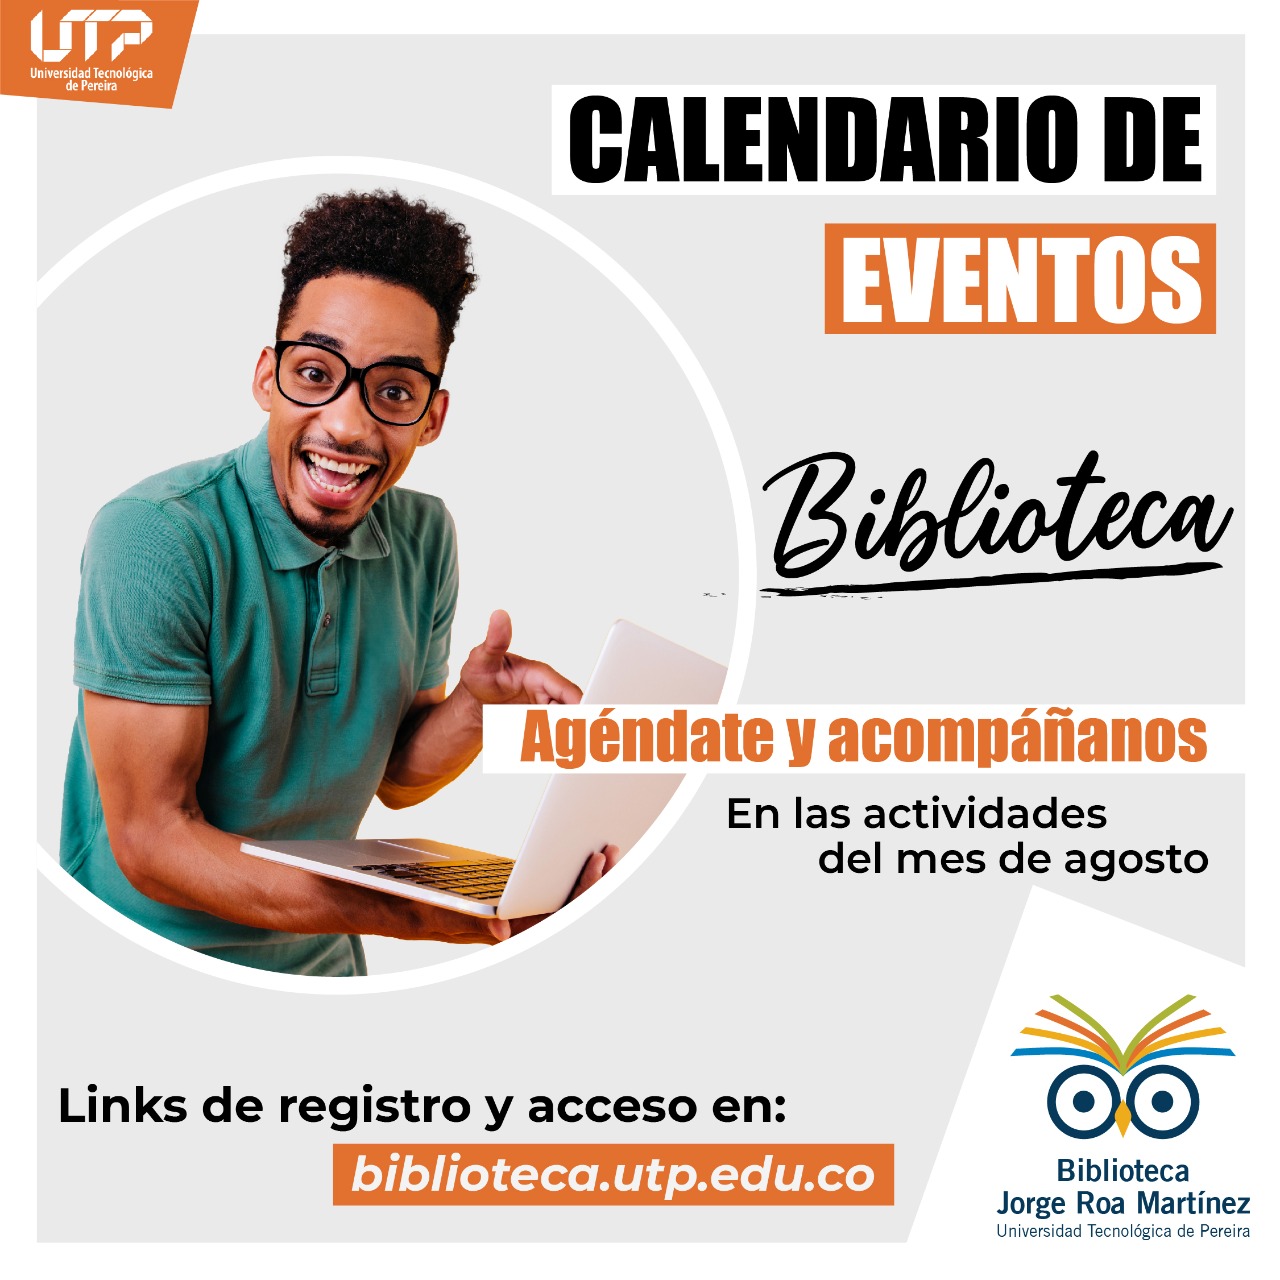 UTP
Universidad Tecnológica
de Pereira
CALENDARIO DE
EVENTOS
Biblioteca
Agéndate y acompáñanos
En las actividades
del mes de agosto
Links de registro y acceso en:
biblioteca.utp.edu.co
Biblioteca
Jorge Roa Martínez
Universidad Tecnológica de Pereira